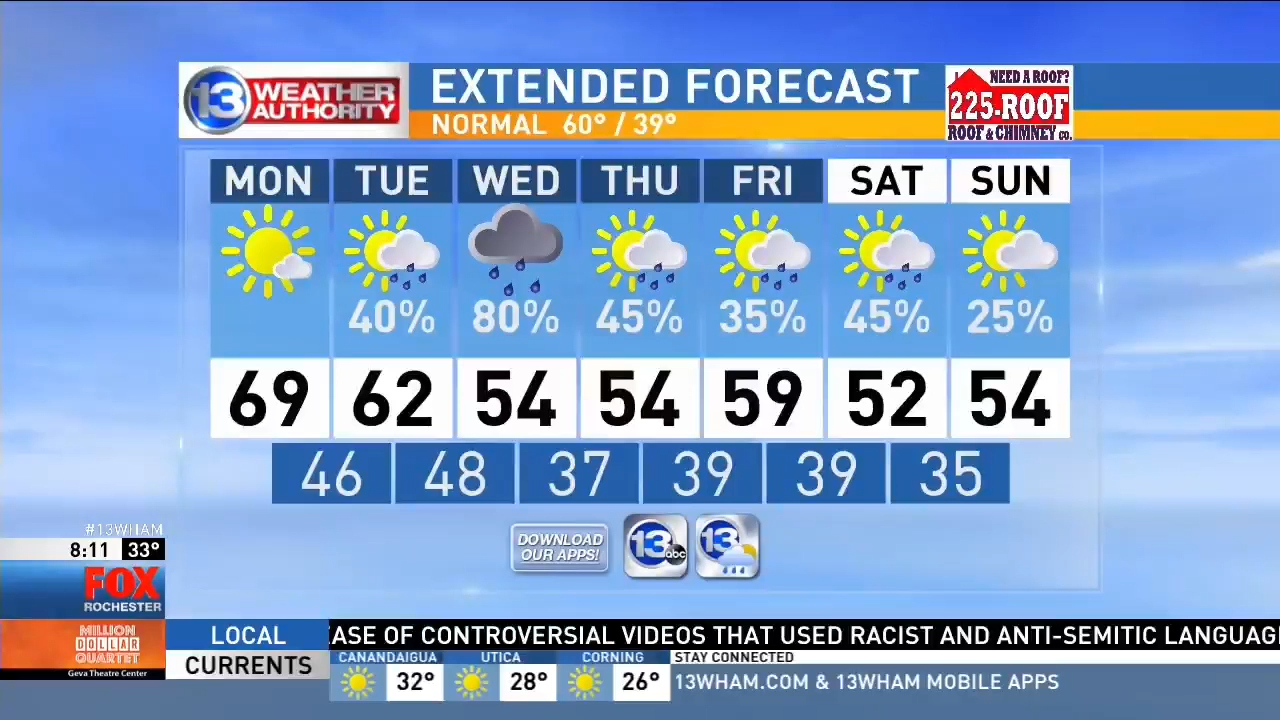 13 WEATHER AUTHORITY
EXTENDED FORECAST
NORMAL 60° / 39°
NEED A ROOF?
225-ROOF
ROOF & CHIMNEY CO.
MON TUE WED THU FRI SAT SUN
40% 80% 45% 35% 45% 25%
69 62 54 54 59 52 54
46 48 37 39 39 35
DOWNLOAD
OUR APPS!
13 abc
13
#13WHAM
8:11 33°
FOX
ROCHESTER
MILLION
DOLLAR
QUARTET
Geva Theatre Center
LOCAL
EASE OF CONTROVERSIAL VIDEOS THAT USED RACIST AND ANTI-SEMITIC LANGUAG
CURRENTS
CANANDAIGUA UTICA CORNING STAY CONNECTED
32° 28° 26° 13WHAM.COM & 13WHAM MOBILE APPS